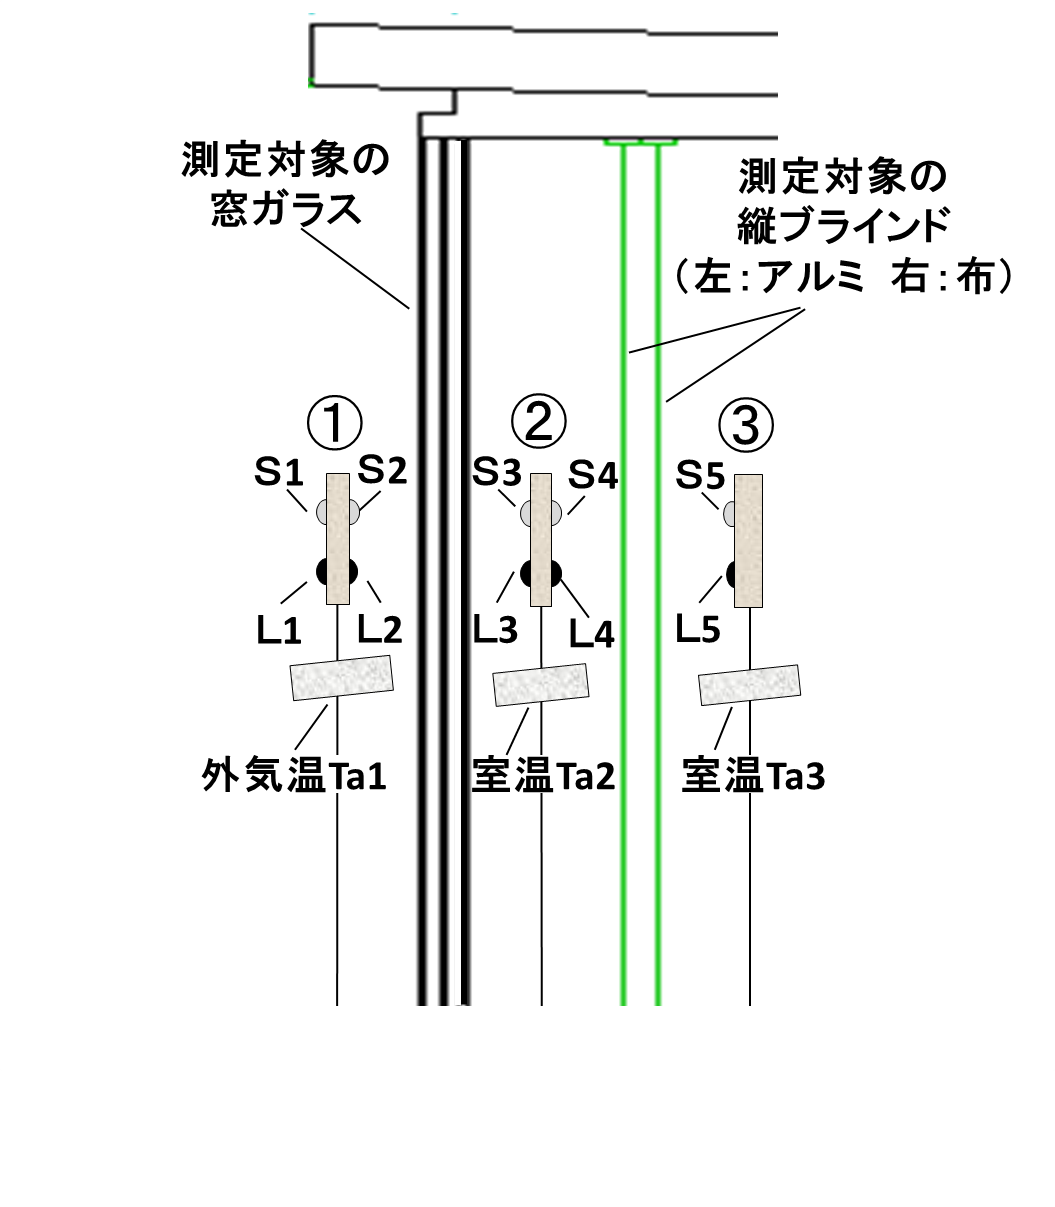 測定対象の
窓ガラス
測定対象の
縦ブラインド
（左：アルミ　右：布）
①
②
③
S1
S2
S3
S4
S5
L1
L2
L3
L4
L5
外気温Ta1
室温Ta2
室温Ta3